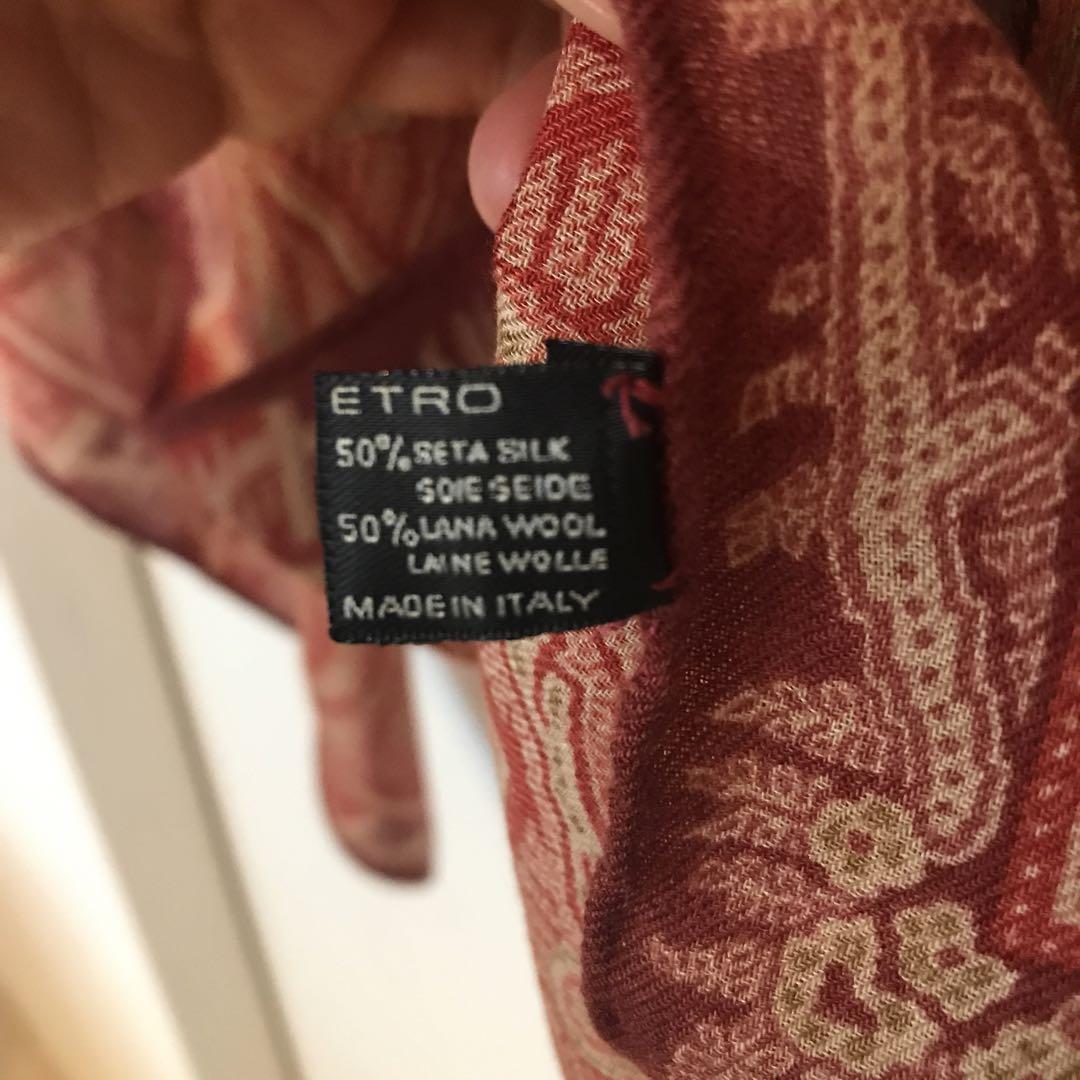 ETRO
50% SETA SILK
SOIE SEIDE
50% LANA WOOL
LAINE WOLLE
MADE IN ITALY